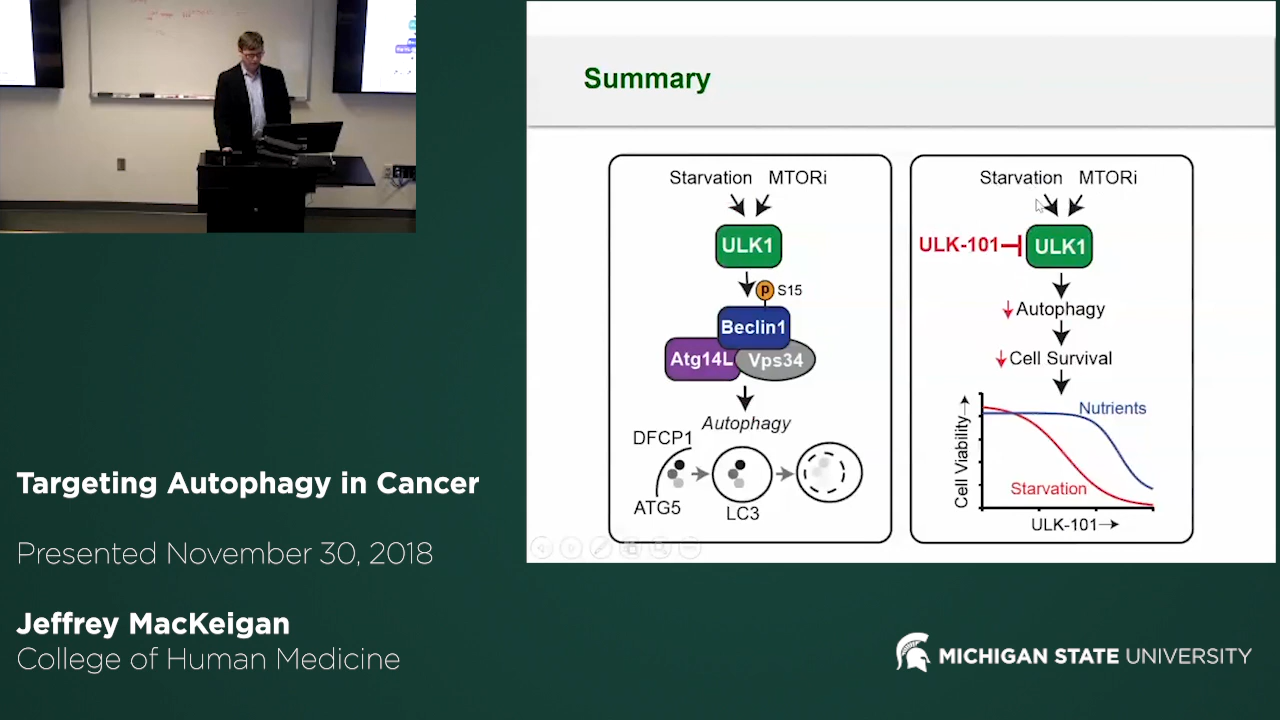 Summary
Starvation MTORi
ULK1
P S15
Beclin1
Atg14L Vps34
Autophagy
DFCP1
ATG5
LC3
Starvation MTORi
ULK-101 ULK1
Autophagy
Cell Survival
Nutrients
Starvation
Cell Viability
ULK-101
Targeting Autophagy in Cancer
Presented November 30, 2018
Jeffrey MacKeigan
College of Human Medicine
MICHIGAN STATE UNIVERSITY